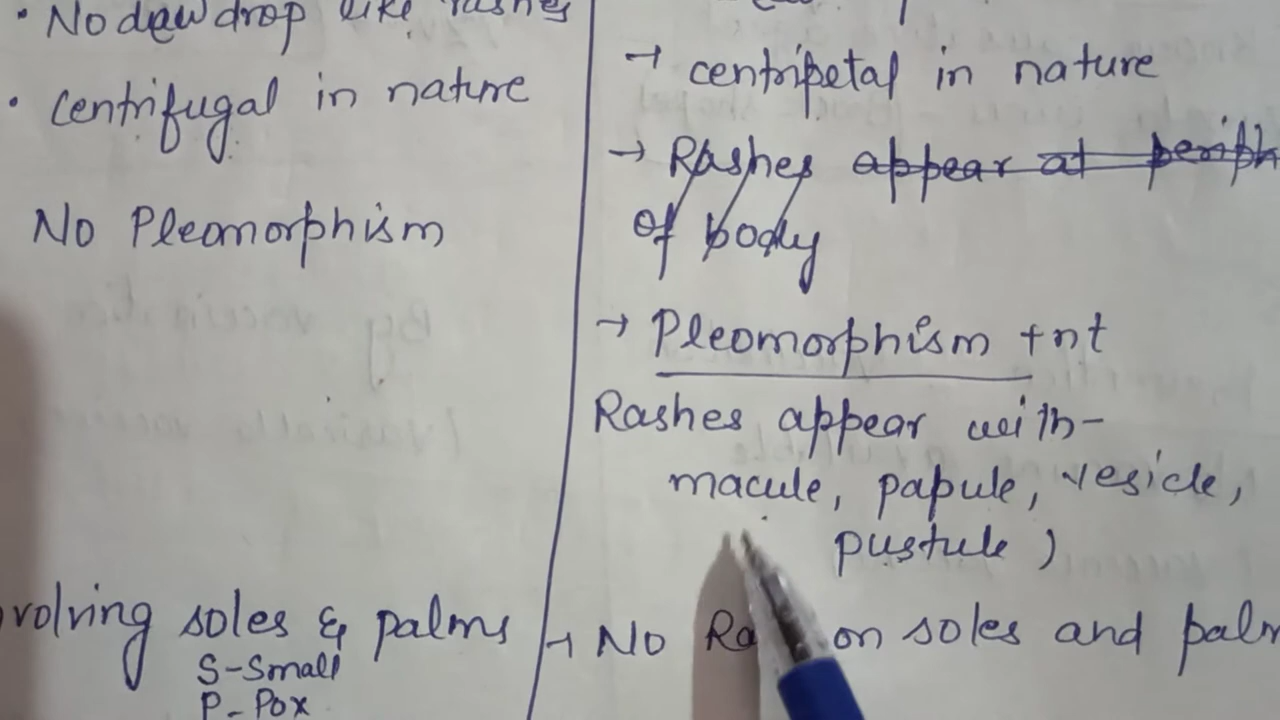 • No dew drop like rashes
• Centrifugal in nature
No Pleomorphism
volving soles & palms
S-Small
P-Pox
→ centripetal in nature
→ Rashes appear at periph
of body
→ Pleomorphism +nt
Rashes appear with-
macule, papule, vesicle,
pustule )
→ No Ra on soles and palm